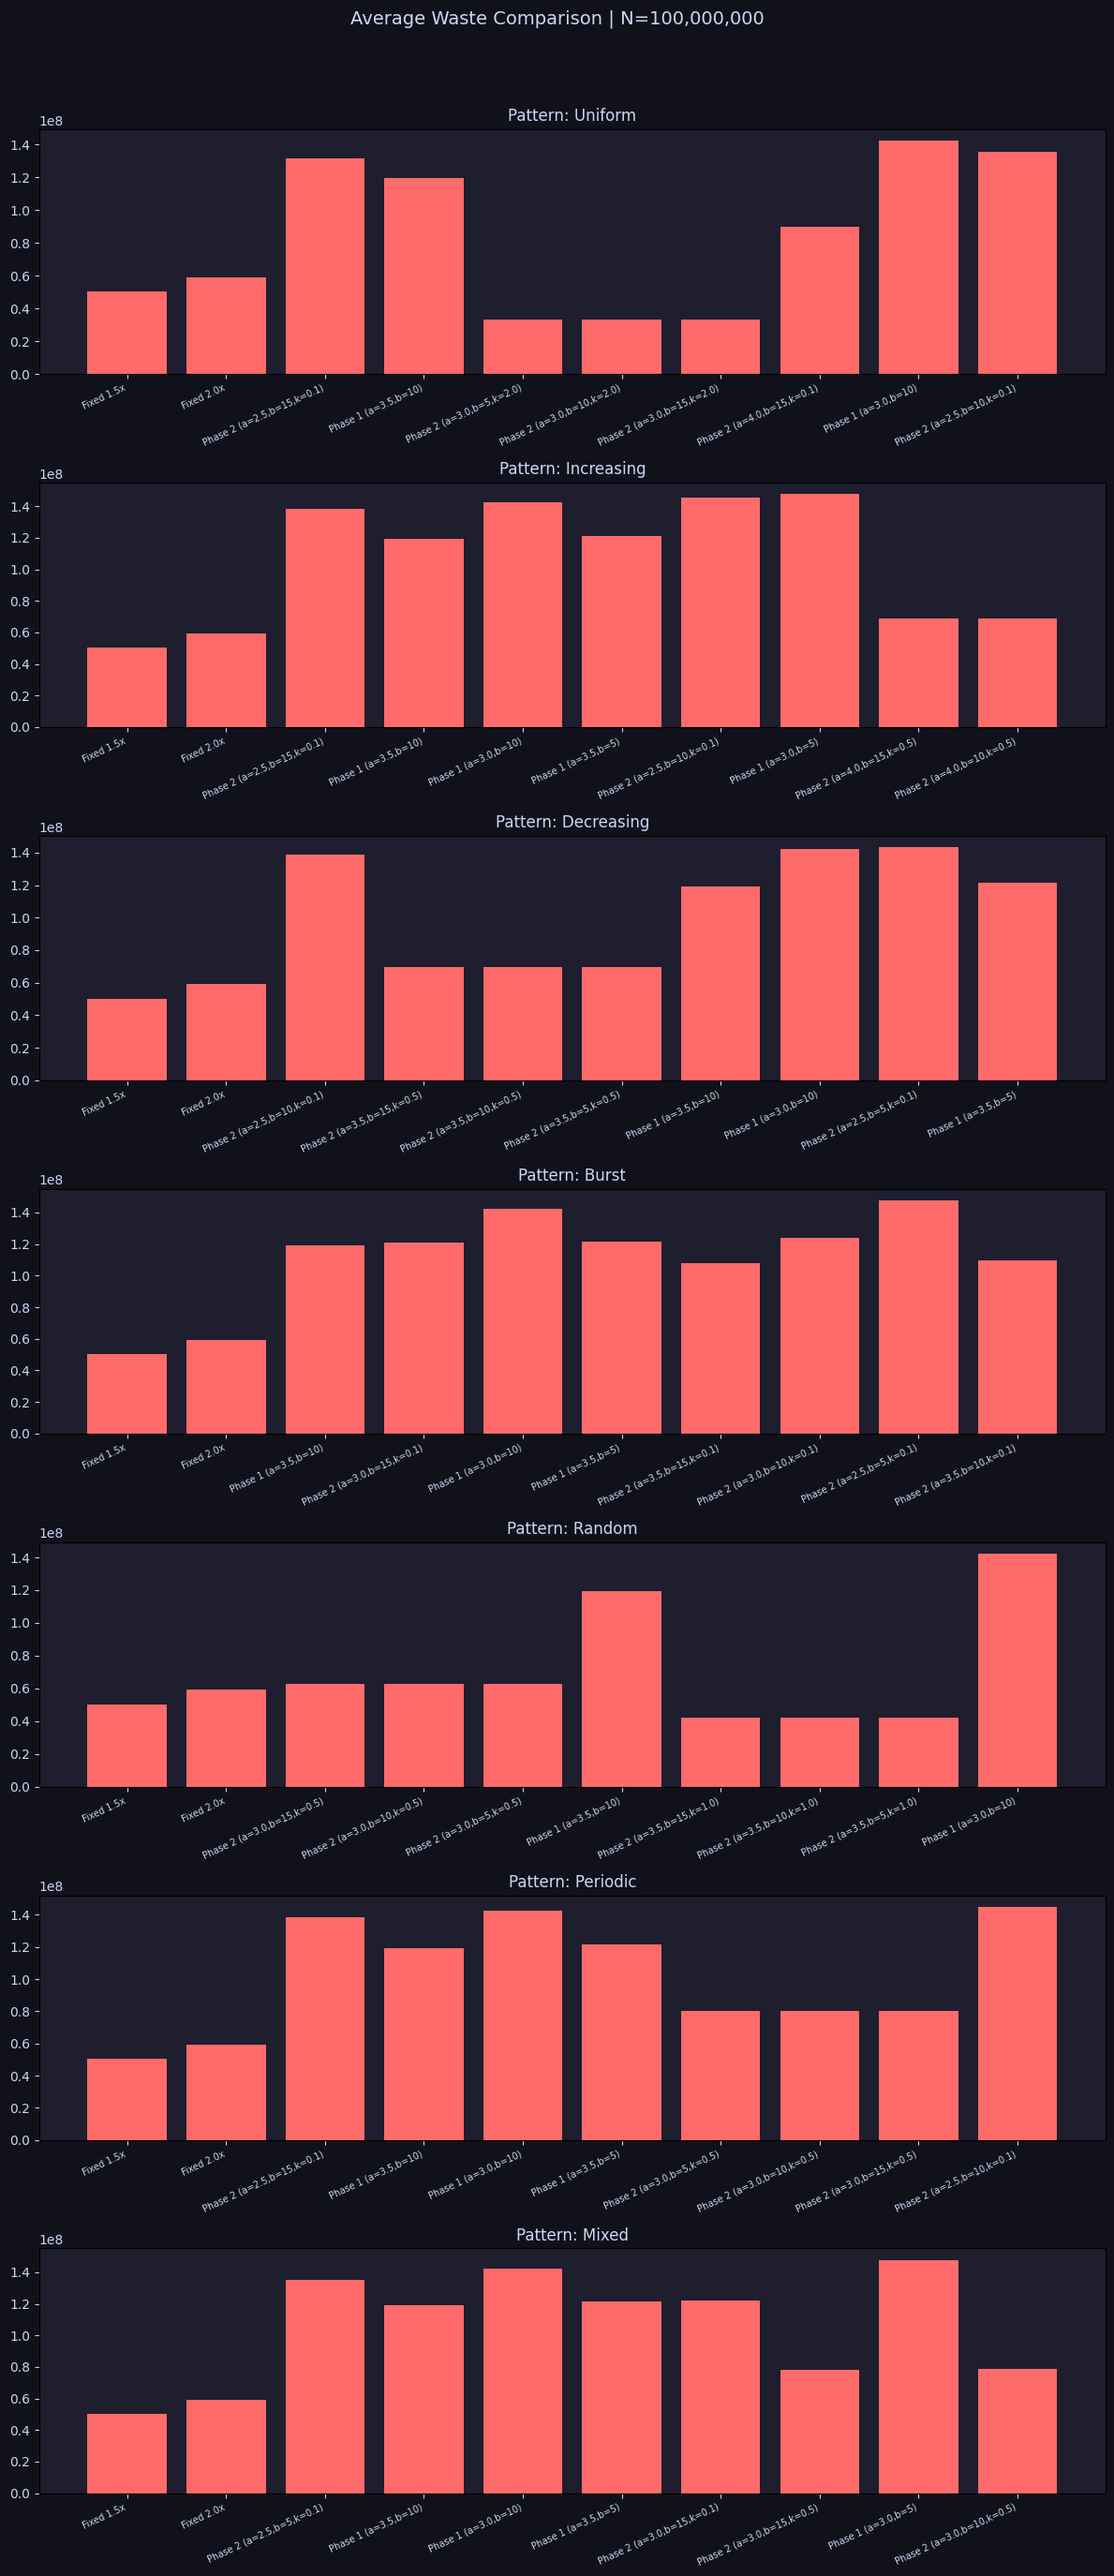 Average Waste Comparison | N=100,000,000
Pattern: Uniform
1e8
1.4
1.2
1.0
0.8
0.6
0.4
0.2
0.0
Fixed 1.5x
Fixed 2.0x
Phase 2 (a=2.5,b=15,k=0.1)
Phase 1 (a=3.5,b=10)
Phase 2 (a=3.0,b=5,k=2.0)
Phase 2 (a=3.0,b=10,k=2.0)
Phase 2 (a=3.0,b=15,k=2.0)
Phase 2 (a=4.0,b=15,k=0.1)
Phase 1 (a=3.0,b=10)
Phase 2 (a=2.5,b=10,k=0.1)
Pattern: Increasing
1e8
1.4
1.2
1.0
0.8
0.6
0.4
0.2
0.0
Fixed 1.5x
Fixed 2.0x
Phase 2 (a=2.5,b=15,k=0.1)
Phase 1 (a=3.5,b=10)
Phase 1 (a=3.0,b=10)
Phase 1 (a=3.5,b=5)
Phase 2 (a=2.5,b=10,k=0.1)
Phase 1 (a=3.0,b=5)
Phase 2 (a=4.0,b=15,k=0.5)
Phase 2 (a=4.0,b=10,k=0.5)
Pattern: Decreasing
1e8
1.4
1.2
1.0
0.8
0.6
0.4
0.2
0.0
Fixed 1.5x
Fixed 2.0x
Phase 2 (a=2.5,b=10,k=0.1)
Phase 2 (a=3.5,b=15,k=0.5)
Phase 2 (a=3.5,b=10,k=0.5)
Phase 2 (a=3.5,b=5,k=0.5)
Phase 1 (a=3.5,b=10)
Phase 1 (a=3.0,b=10)
Phase 2 (a=2.5,b=5,k=0.1)
Phase 1 (a=3.5,b=5)
Pattern: Burst
1e8
1.4
1.2
1.0
0.8
0.6
0.4
0.2
0.0
Fixed 1.5x
Fixed 2.0x
Phase 1 (a=3.5,b=10)
Phase 2 (a=3.0,b=15,k=0.1)
Phase 1 (a=3.0,b=10)
Phase 1 (a=3.5,b=5)
Phase 2 (a=3.5,b=15,k=0.1)
Phase 2 (a=3.0,b=10,k=0.1)
Phase 2 (a=2.5,b=5,k=0.1)
Phase 2 (a=3.5,b=10,k=0.1)
Pattern: Random
1e8
1.4
1.2
1.0
0.8
0.6
0.4
0.2
0.0
Fixed 1.5x
Fixed 2.0x
Phase 2 (a=3.0,b=15,k=0.5)
Phase 2 (a=3.0,b=10,k=0.5)
Phase 2 (a=3.0,b=5,k=0.5)
Phase 1 (a=3.5,b=10)
Phase 2 (a=3.5,b=15,k=1.0)
Phase 2 (a=3.5,b=10,k=1.0)
Phase 2 (a=3.5,b=5,k=1.0)
Phase 1 (a=3.0,b=10)
Pattern: Periodic
1e8
1.4
1.2
1.0
0.8
0.6
0.4
0.2
0.0
Fixed 1.5x
Fixed 2.0x
Phase 2 (a=2.5,b=15,k=0.1)
Phase 1 (a=3.5,b=10)
Phase 1 (a=3.0,b=10)
Phase 1 (a=3.5,b=5)
Phase 2 (a=3.0,b=5,k=0.5)
Phase 2 (a=3.0,b=10,k=0.5)
Phase 2 (a=3.0,b=15,k=0.5)
Phase 2 (a=2.5,b=10,k=0.1)
Pattern: Mixed
1e8
1.4
1.2
1.0
0.8
0.6
0.4
0.2
0.0
Fixed 1.5x
Fixed 2.0x
Phase 2 (a=2.5,b=5,k=0.1)
Phase 1 (a=3.5,b=10)
Phase 1 (a=3.0,b=10)
Phase 1 (a=3.5,b=5)
Phase 2 (a=3.0,b=15,k=0.1)
Phase 2 (a=3.0,b=15,k=0.5)
Phase 1 (a=3.0,b=5)
Phase 2 (a=3.0,b=10,k=0.5)